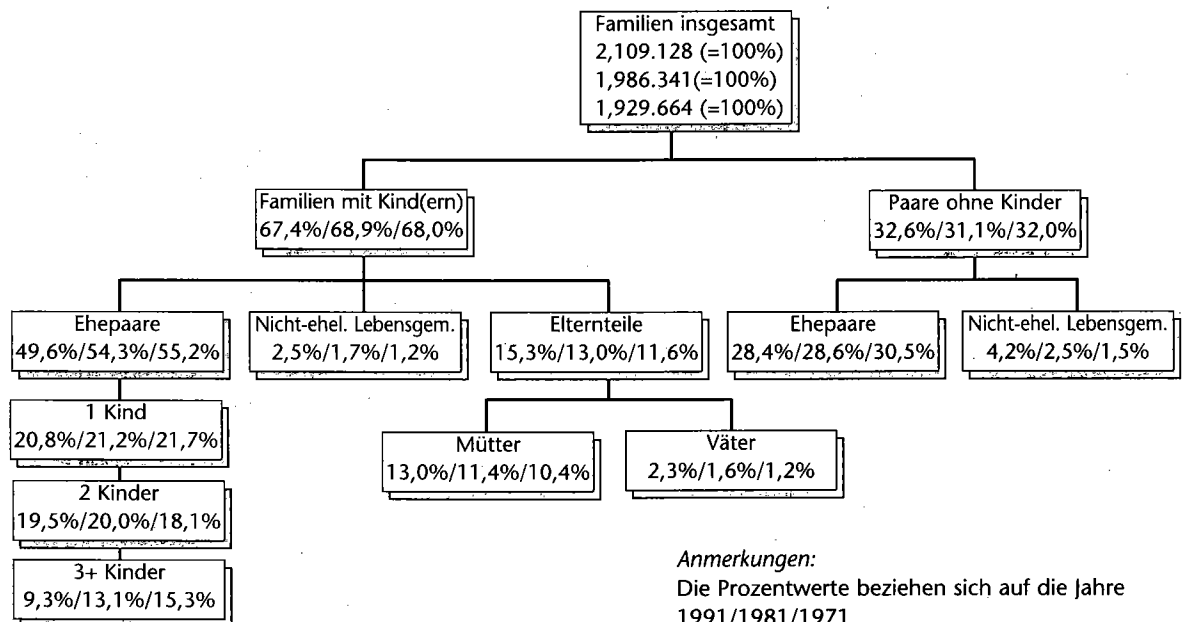 Familien insgesamt
2,109.128 (=100%)
1,986.341(=100%)
1,929.664 (=100%)
Familien mit Kind(ern)
67,4%/68,9%/68,0%
Paare ohne Kinder
32,6%/31,1%/32,0%
Ehepaare
49,6%/54,3%/55,2%
Nicht-ehel. Lebensgem.
2,5%/1,7%/1,2%
Elternteile
15,3%/13,0%/11,6%
Ehepaare
28,4%/28,6%/30,5%
Nicht-ehel. Lebensgem.
4,2%/2,5%/1,5%
1 Kind
20,8%/21,2%/21,7%
Mütter
13,0%/11,4%/10,4%
Väter
2,3%/1,6%/1,2%
2 Kinder
19,5%/20,0%/18,1%
3+ Kinder
9,3%/13,1%/15,3%
Anmerkungen:
Die Prozentwerte beziehen sich auf die Jahre
1991/1981/1971